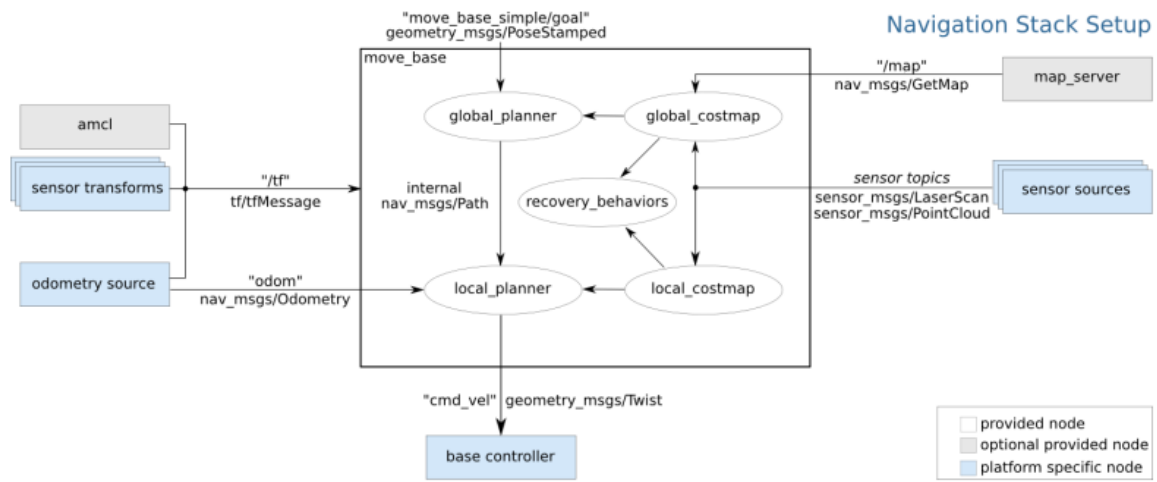 Navigation Stack Setup
"move_base_simple/goal"
geometry_msgs/PoseStamped
move_base
"/map"
nav_msgs/GetMap
map_server
amcl
global_planner
global_costmap
sensor transforms
"/tf"
tf/tfMessage
internal
nav_msgs/Path
recovery_behaviors
sensor topics
sensor_msgs/LaserScan
sensor_msgs/PointCloud
sensor sources
odometry source
"odom"
nav_msgs/Odometry
local_planner
local_costmap
"cmd_vel" geometry_msgs/Twist
base controller
provided node
optional provided node
platform specific node